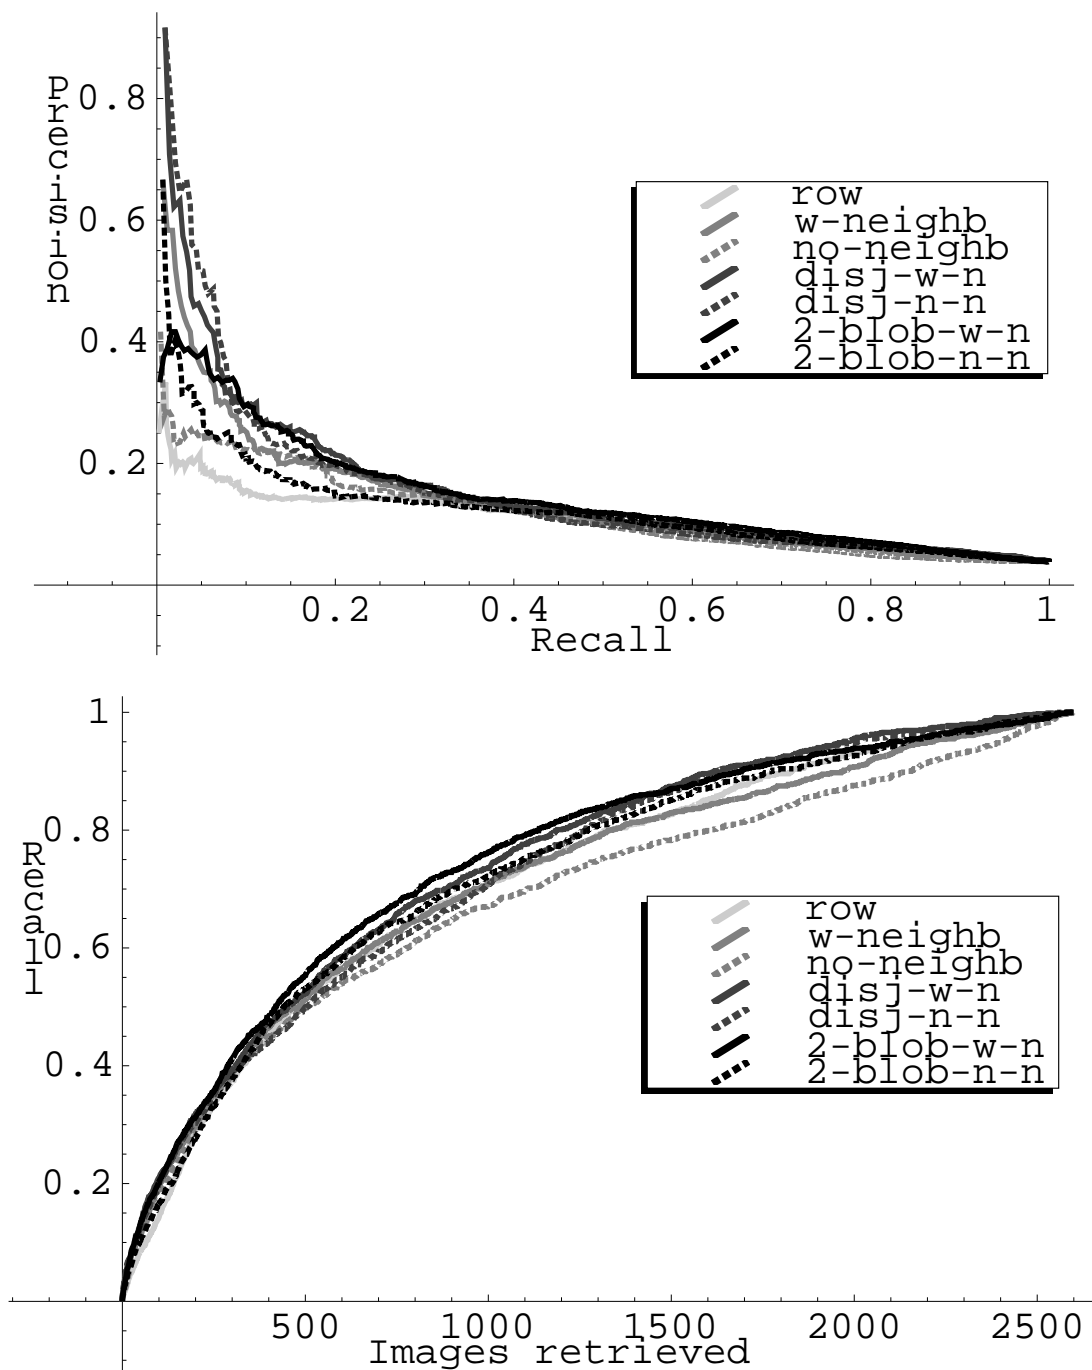 Precision
0.8
0.6
0.4
0.2
row
w-neighb
no-neighb
disj-w-n
disj-n-n
2-blob-w-n
2-blob-n-n
0.2 0.4 0.6 0.8 1
Recall
Recall
1
0.8
0.6
0.4
0.2
row
w-neighb
no-neighb
disj-w-n
disj-n-n
2-blob-w-n
2-blob-n-n
500 1000 1500 2000 2500
Images retrieved